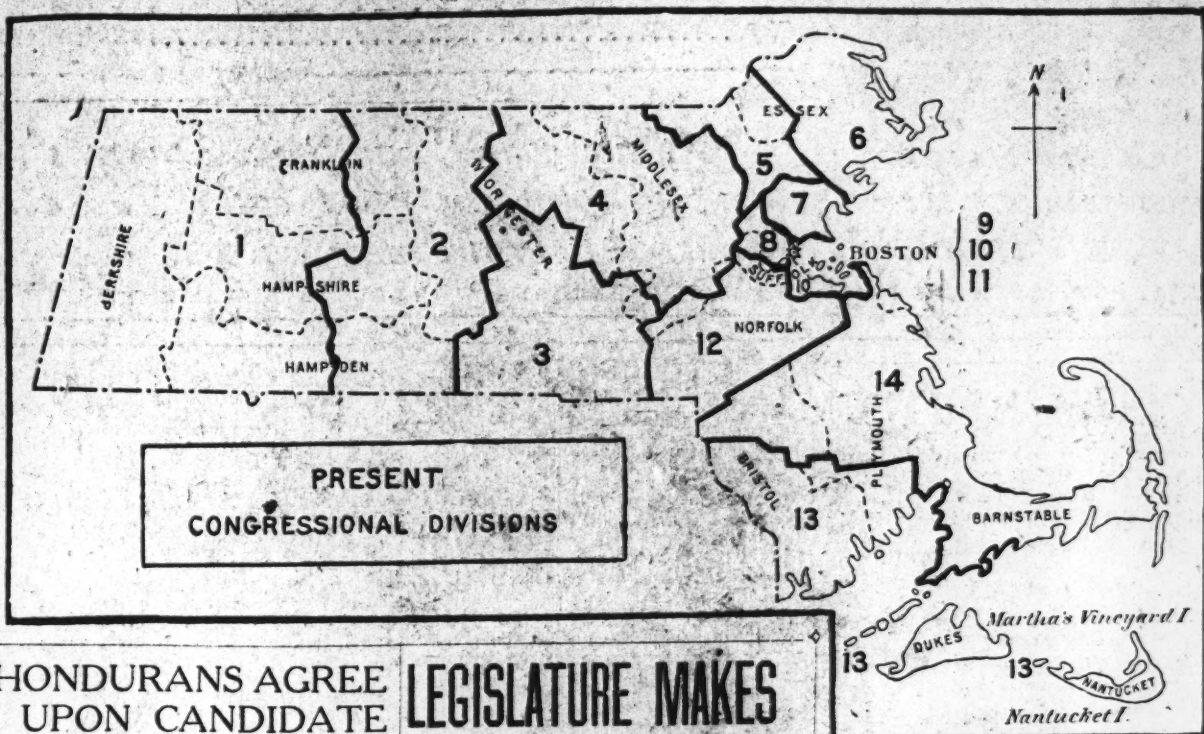 N
ESSEX
6
FRANKLIN
WORCESTER
4
MIDDLESEX
5
7
BERKSHIRE
1
2
8
BOSTON
9
10
11
SUFFOLK
10
HAMPSHIRE
12
NORFOLK
HAMPDEN
3
14
PLYMOUTH
PRESENT
CONGRESSIONAL DIVISIONS
BRISTOL
13
BARNSTABLE
Martha's Vineyard I.
13
DUKES
13
NANTUCKET
Nantucket I.
HONDURANS AGREE
UPON CANDIDATE
LEGISLATURE MAKES